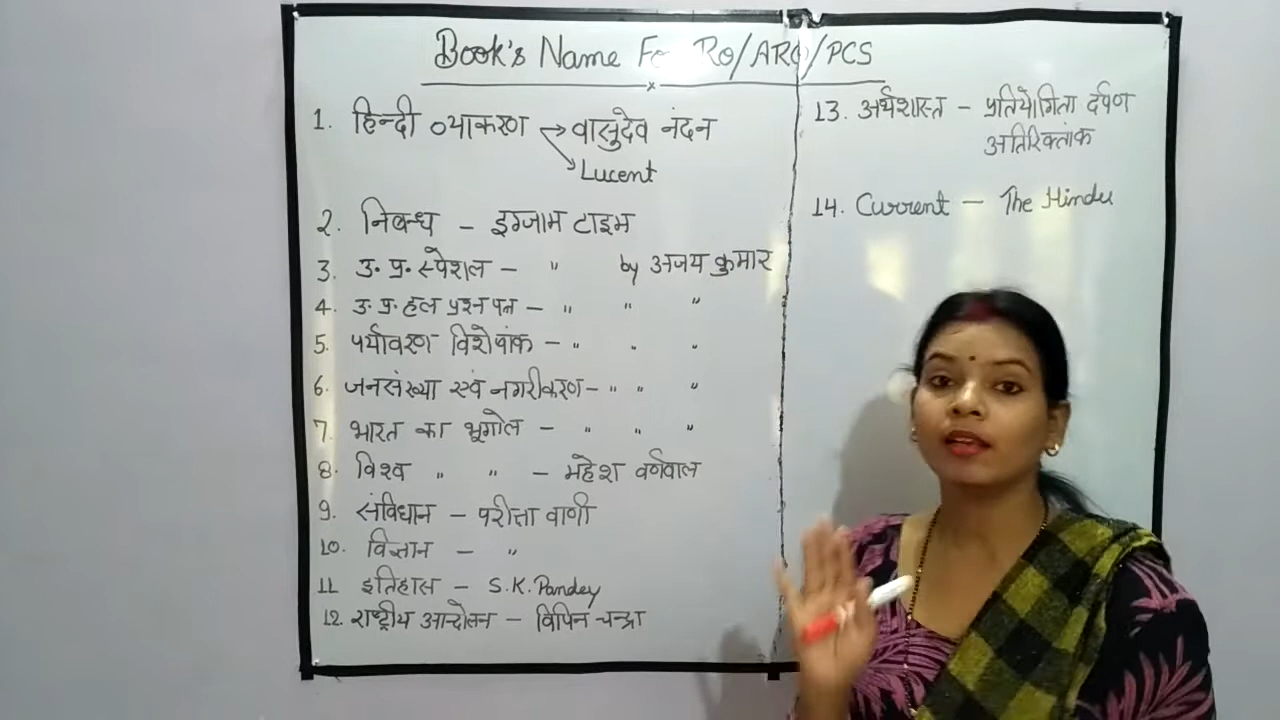 Book's Name For RO/ARO/PCS
1. हिन्दी व्याकरण → वासुदेव नंदन
→ Lucent
2. निबन्ध - इग्जाम टाइम
3. उ. प्र. स्पेशल - " by अजय कुमार
4. उ. प्र. हल प्रश्न पत्र - " " "
5. पर्यावरण विशेषांक - " " "
6. जनसंख्या एवं नगरीकरण - " " "
7. भारत का भूगोल - " " "
8. विश्व " " - महेश वर्णवाल
9. संविधान - परीक्षा वाणी
10. विज्ञान - "
11 इतिहास - S.K. Pandey
12. राष्ट्रीय आन्दोलन - विपिन चन्द्रा
13. अर्थशास्त्र - प्रतियोगिता दर्पण
अतिरिक्तांक
14. Current - The Hindu